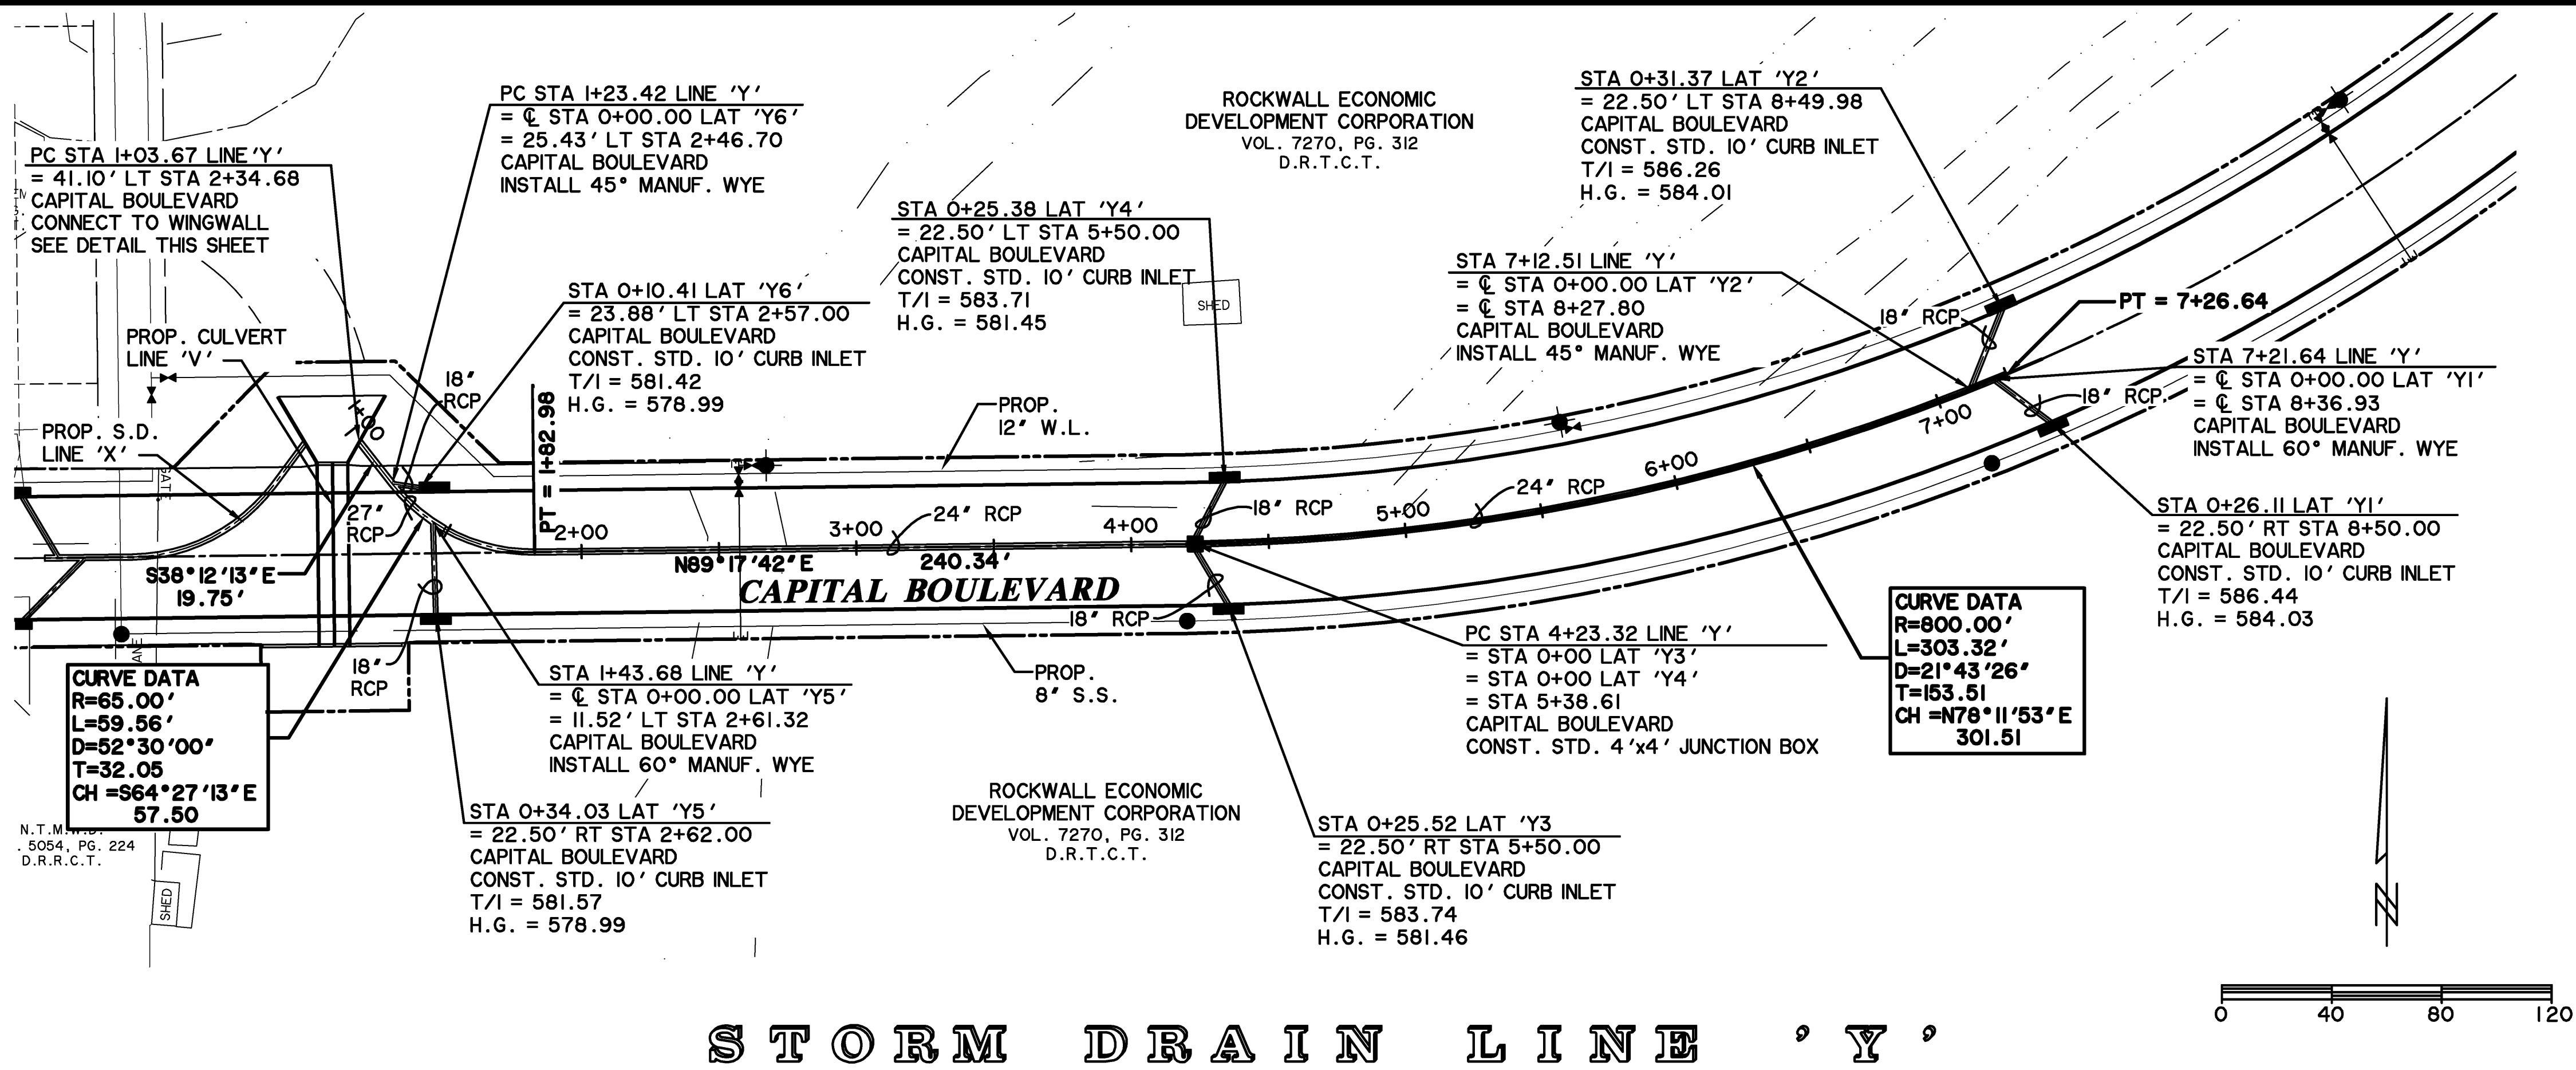 PC STA 1+03.67 LINE 'Y'
= 41.10' LT STA 2+34.68
CAPITAL BOULEVARD
CONNECT TO WINGWALL
SEE DETAIL THIS SHEET
PC STA 1+23.42 LINE 'Y'
= ℄ STA 0+00.00 LAT 'Y6'
= 25.43' LT STA 2+46.70
CAPITAL BOULEVARD
INSTALL 45° MANUF. WYE
STA 0+10.41 LAT 'Y6'
= 23.88' LT STA 2+57.00
CAPITAL BOULEVARD
CONST. STD. 10' CURB INLET
T/I = 581.42
H.G. = 578.99
STA 0+25.38 LAT 'Y4'
= 22.50' LT STA 5+50.00
CAPITAL BOULEVARD
CONST. STD. 10' CURB INLET
T/I = 583.71
H.G. = 581.45
ROCKWALL ECONOMIC
DEVELOPMENT CORPORATION
VOL. 7270, PG. 312
D.R.T.C.T.
SHED
STA 0+31.37 LAT 'Y2'
= 22.50' LT STA 8+49.98
CAPITAL BOULEVARD
CONST. STD. 10' CURB INLET
T/I = 586.26
H.G. = 584.01
STA 7+12.51 LINE 'Y'
= ℄ STA 0+00.00 LAT 'Y2'
= ℄ STA 8+27.80
CAPITAL BOULEVARD
INSTALL 45° MANUF. WYE
18" RCP
PT = 7+26.64
STA 7+21.64 LINE 'Y'
= ℄ STA 0+00.00 LAT 'Y1'
= ℄ STA 8+36.93
CAPITAL BOULEVARD
INSTALL 60° MANUF. WYE
18" RCP
STA 0+26.11 LAT 'Y1'
= 22.50' RT STA 8+50.00
CAPITAL BOULEVARD
CONST. STD. 10' CURB INLET
T/I = 586.44
H.G. = 584.03
PROP. CULVERT
LINE 'V'
PROP. S.D.
LINE 'X'
1+00
18"
RCP
27"
RCP
PT = 1+82.98
PROP.
12" W.L.
2+00
3+00
24" RCP
4+00
18" RCP
5+00
24" RCP
6+00
7+00
S38°12'13"E
19.75'
N89°17'42"E
240.34'
CAPITAL BOULEVARD
18" RCP
18"
RCP
PROP.
8" S.S.
CURVE DATA
R=65.00'
L=59.56'
D=52°30'00"
T=32.05
CH =S64°27'13"E
57.50
STA 1+43.68 LINE 'Y'
= ℄ STA 0+00.00 LAT 'Y5'
= 11.52' LT STA 2+61.32
CAPITAL BOULEVARD
INSTALL 60° MANUF. WYE
STA 0+34.03 LAT 'Y5'
= 22.50' RT STA 2+62.00
CAPITAL BOULEVARD
CONST. STD. 10' CURB INLET
T/I = 581.57
H.G. = 578.99
ROCKWALL ECONOMIC
DEVELOPMENT CORPORATION
VOL. 7270, PG. 312
D.R.T.C.T.
PC STA 4+23.32 LINE 'Y'
= STA 0+00 LAT 'Y3'
= STA 0+00 LAT 'Y4'
= STA 5+38.61
CAPITAL BOULEVARD
CONST. STD. 4'x4' JUNCTION BOX
STA 0+25.52 LAT 'Y3
= 22.50' RT STA 5+50.00
CAPITAL BOULEVARD
CONST. STD. 10' CURB INLET
T/I = 583.74
H.G. = 581.46
CURVE DATA
R=800.00'
L=303.32'
D=21°43'26"
T=153.51
CH =N78°11'53"E
301.51
N.T.M.W.D.
. 5054, PG. 224
D.R.R.C.T.
SHED
N
0 40 80 120
STORM DRAIN LINE 'Y'